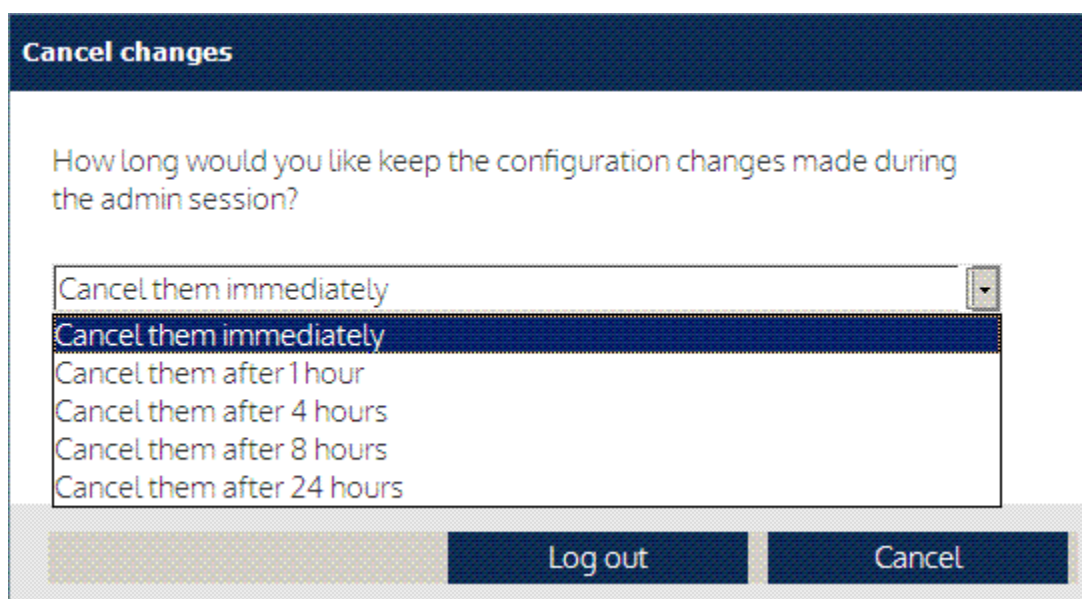 Cancel changes
How long would you like keep the configuration changes made during
the admin session?
Cancel them immediately
Cancel them immediately
Cancel them after 1 hour
Cancel them after 4 hours
Cancel them after 8 hours
Cancel them after 24 hours
Log out
Cancel